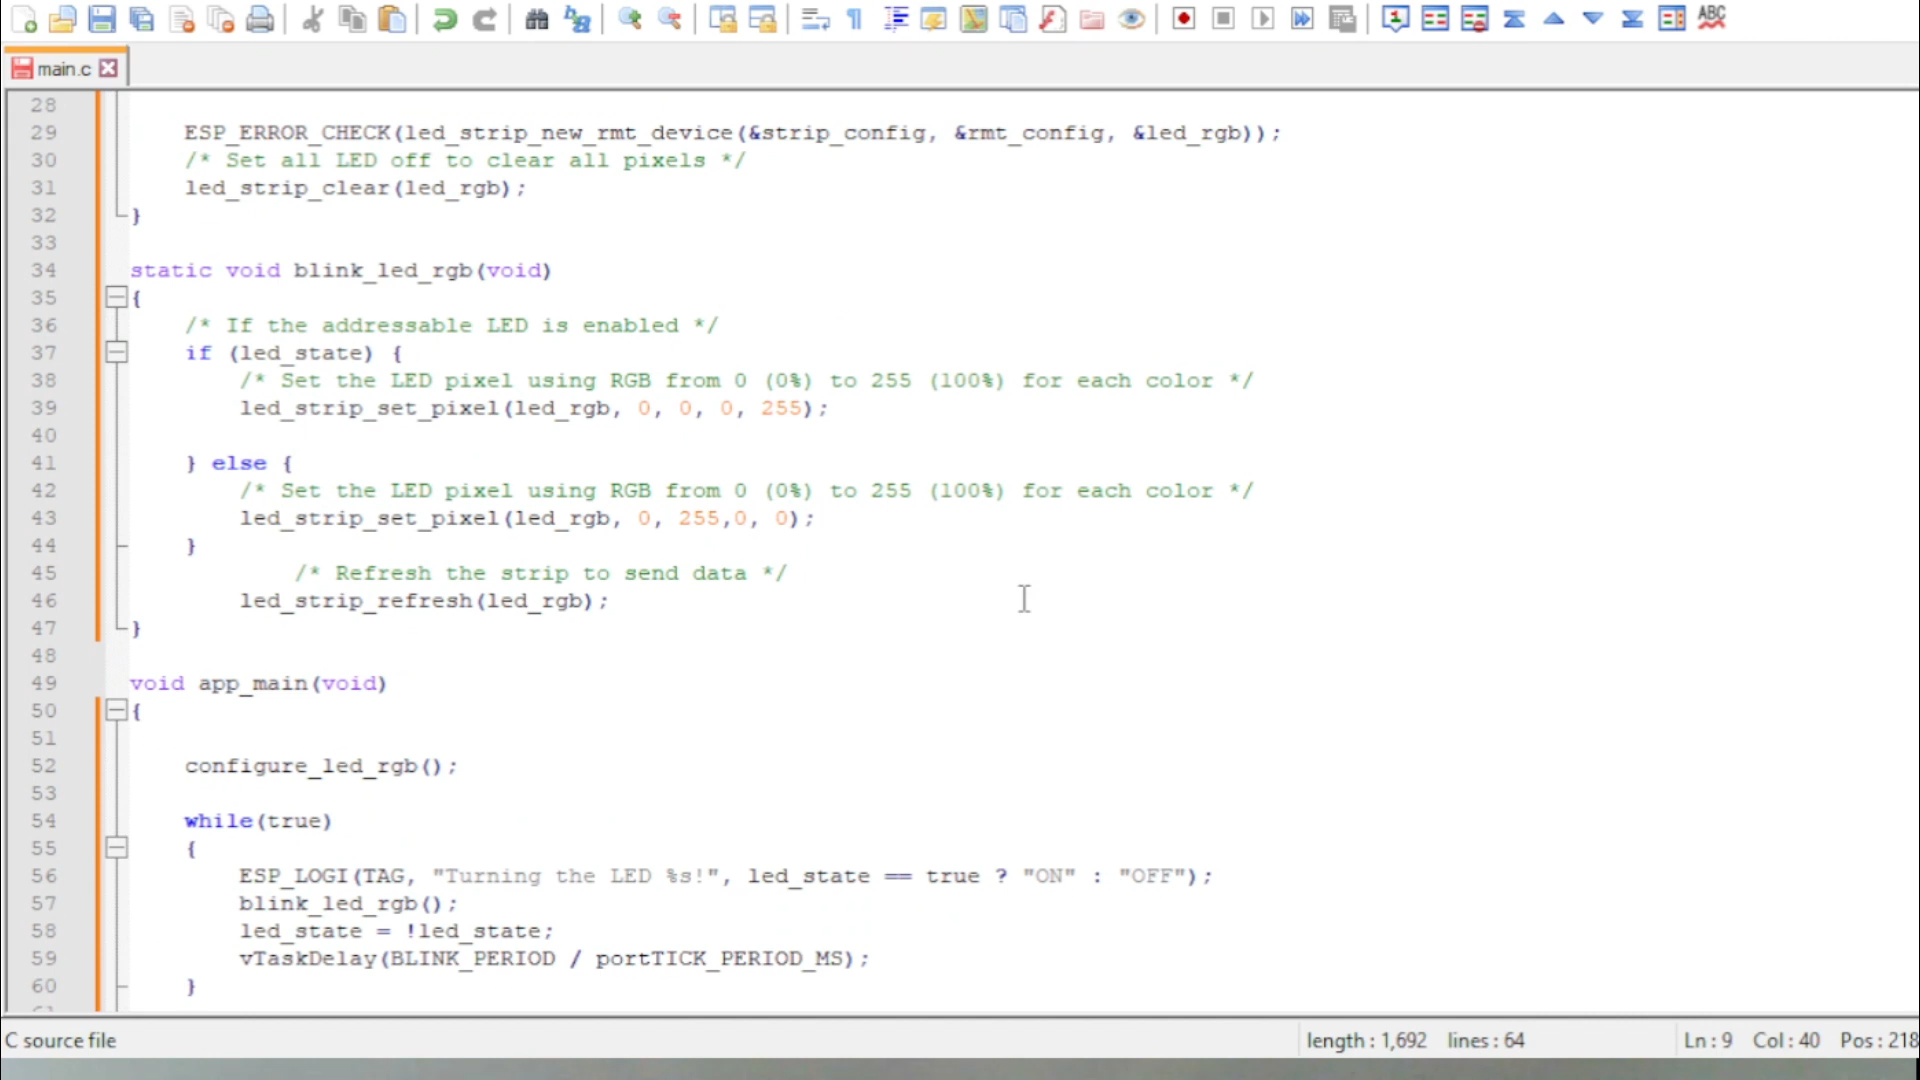 ABC
main.c
28
29 ESP_ERROR_CHECK(led_strip_new_rmt_device(&strip_config, &rmt_config, &led_rgb));
30 /* Set all LED off to clear all pixels */
31 led_strip_clear(led_rgb);
32 }
33
34 static void blink_led_rgb(void)
35 {
36 /* If the addressable LED is enabled */
37 if (led_state) {
38 /* Set the LED pixel using RGB from 0 (0%) to 255 (100%) for each color */
39 led_strip_set_pixel(led_rgb, 0, 0, 0, 255);
40
41 } else {
42 /* Set the LED pixel using RGB from 0 (0%) to 255 (100%) for each color */
43 led_strip_set_pixel(led_rgb, 0, 255,0, 0);
44 }
45 /* Refresh the strip to send data */
46 led_strip_refresh(led_rgb);
47 }
48
49 void app_main(void)
50 {
51
52 configure_led_rgb();
53
54 while(true)
55 {
56 ESP_LOGI(TAG, "Turning the LED %s!", led_state == true ? "ON" : "OFF");
57 blink_led_rgb();
58 led_state = !led_state;
59 vTaskDelay(BLINK_PERIOD / portTICK_PERIOD_MS);
60 }
C source file length : 1,692 lines : 64 Ln : 9 Col : 40 Pos : 218